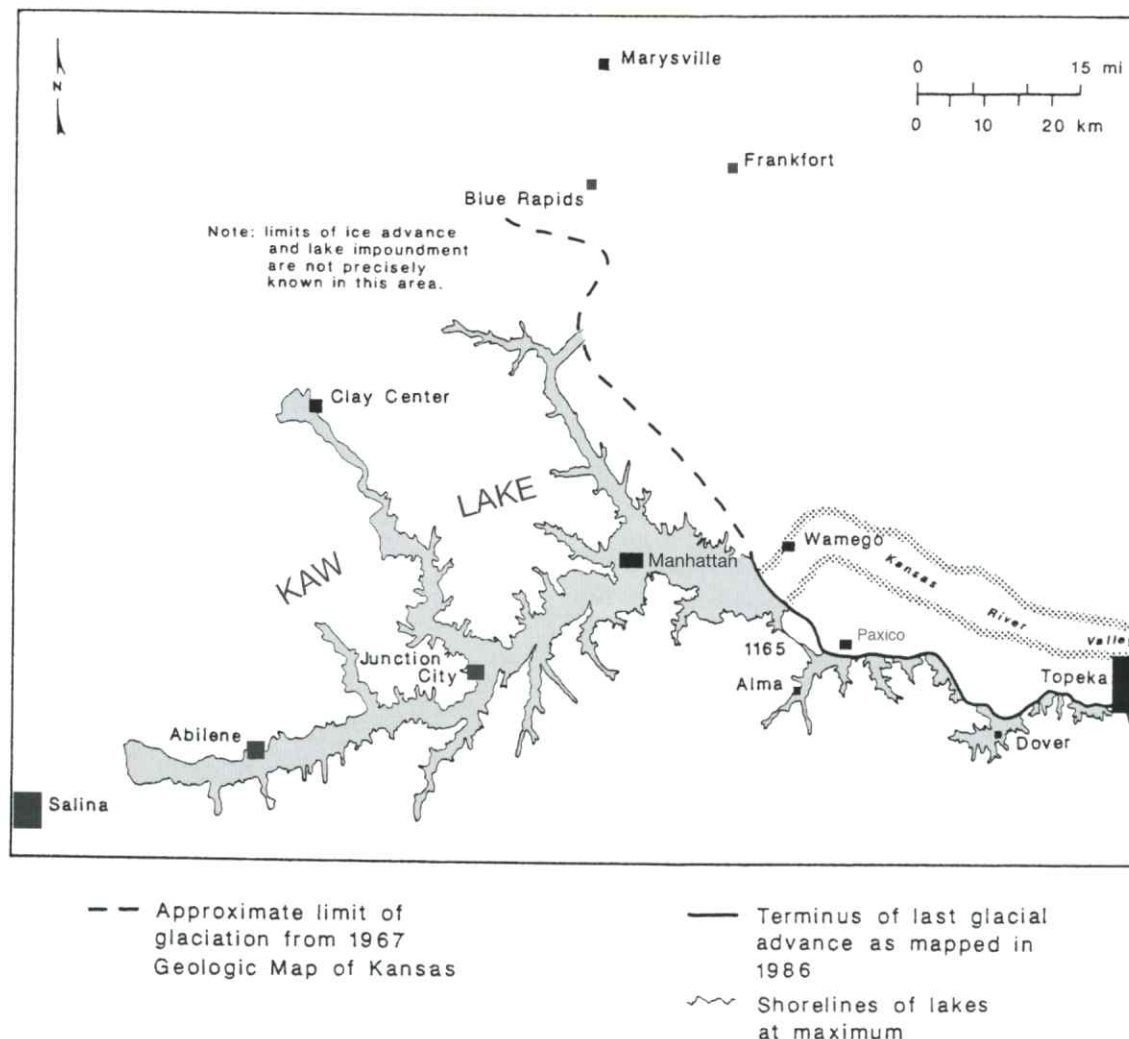 Marysville
0 15 mi
0 10 20 km
N
Frankfort
Blue Rapids
Note: limits of ice advance
and lake impoundment
are not precisely
known in this area.
Clay Center
LAKE
KAW
Wamego
Manhattan
Kansas
River
Valley
1165
Paxico
Junction
City
Alma
Topeka
Abilene
Dover
Salina
Approximate limit of
glaciation from 1967
Geologic Map of Kansas
Terminus of last glacial
advance as mapped in
1986
Shorelines of lakes
at maximum